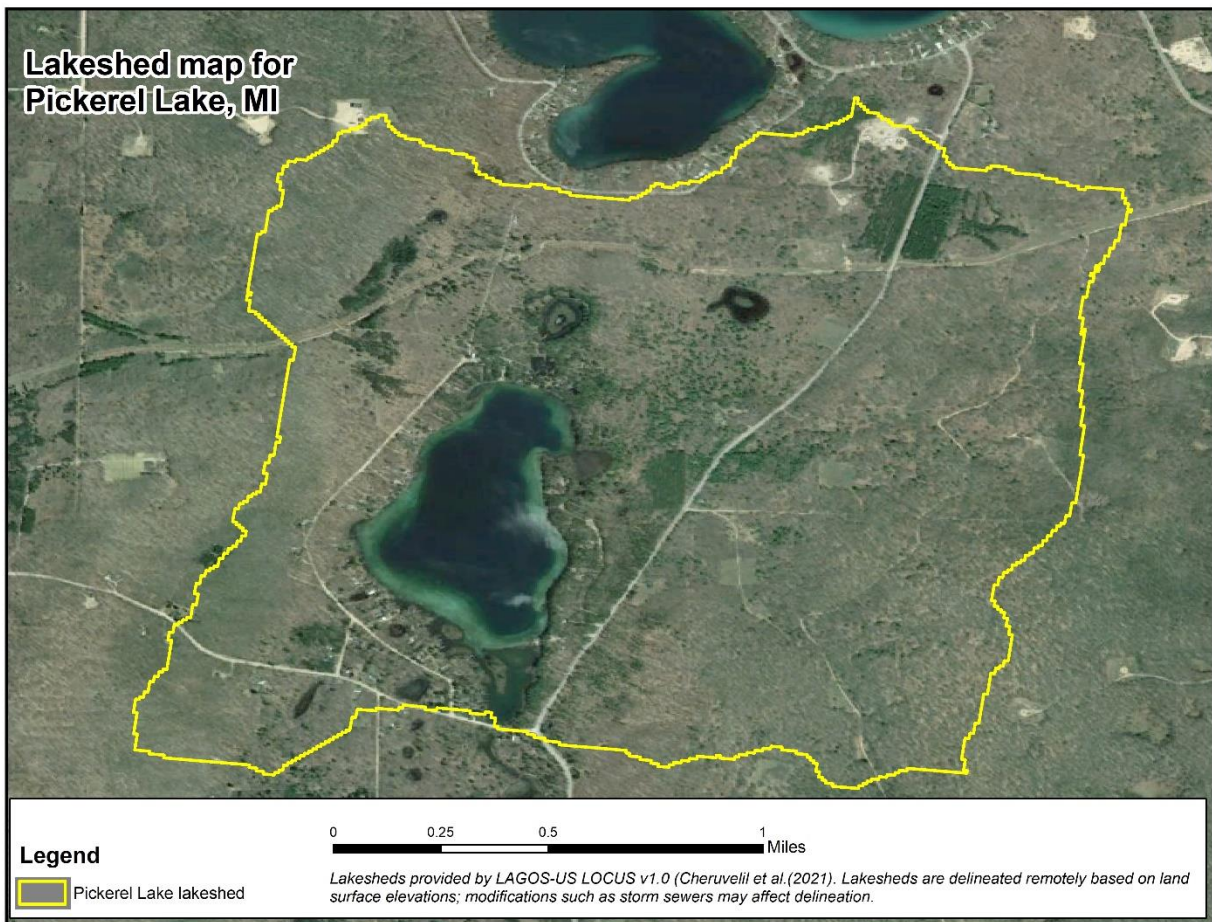 Lakeshed map for
Pickerel Lake, MI
0 0.25 0.5 1
Miles
Legend
Pickerel Lake lakeshed
Lakesheds provided by LAGOS-US LOCUS v1.0 (Cheruvelil et al.(2021). Lakesheds are delineated remotely based on land
surface elevations; modifications such as storm sewers may affect delineation.